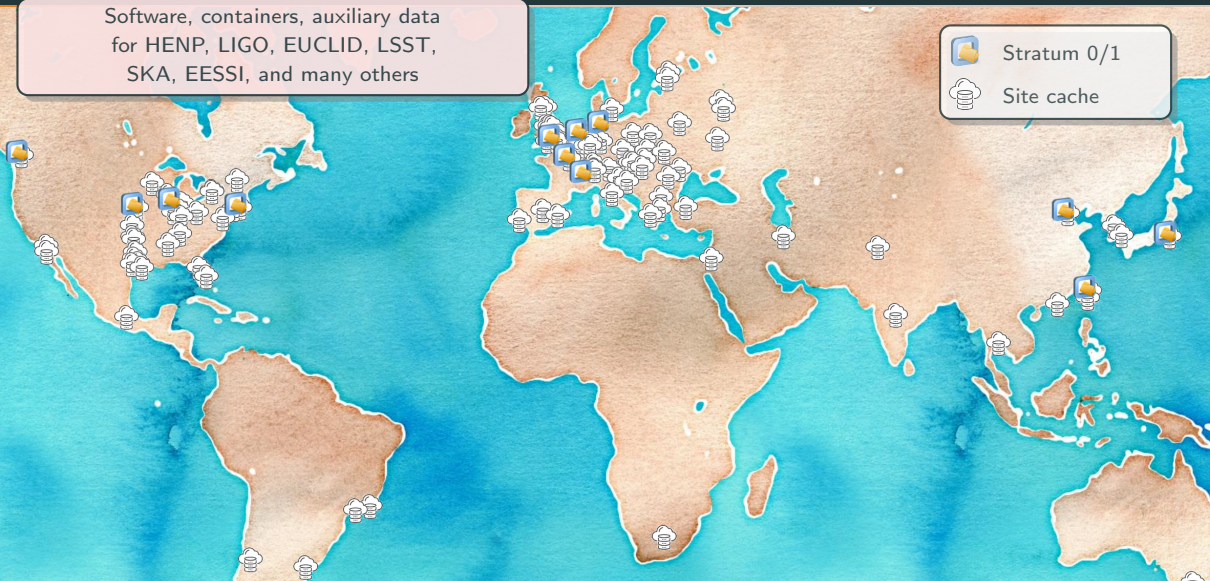 Software, containers, auxiliary data
for HENP, LIGO, EUCLID, LSST,
SKA, EESSI, and many others
Stratum 0/1
Site cache